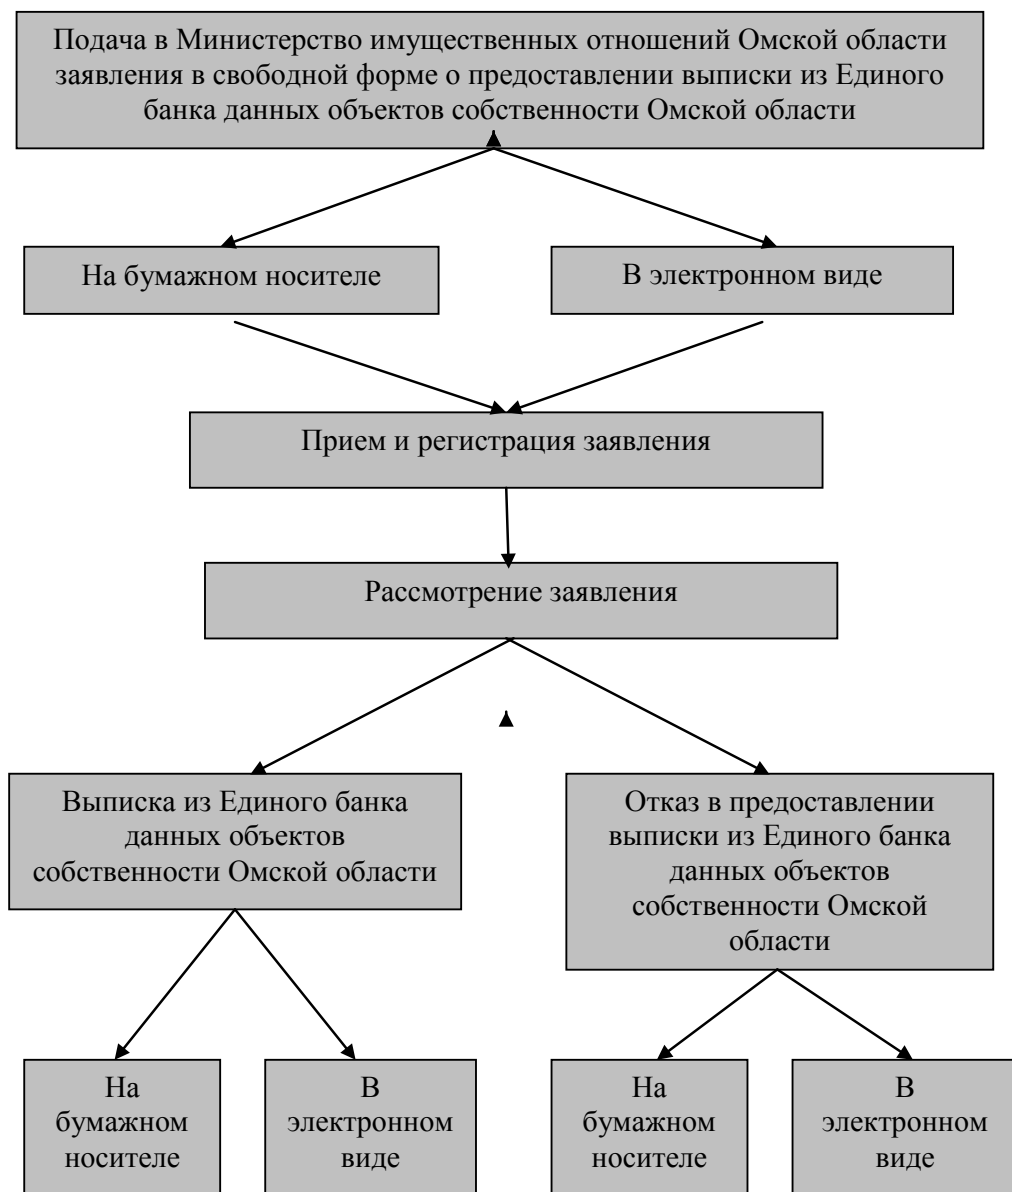 Подача в Министерство имущественных отношений Омской области
заявления в свободной форме о предоставлении выписки из Единого
банка данных объектов собственности Омской области
На бумажном носителе
В электронном виде
Прием и регистрация заявления
Рассмотрение заявления
Выписка из Единого банка
данных объектов
собственности Омской области
Отказ в предоставлении
выписки из Единого банка
данных объектов
собственности Омской
области
На
бумажном
носителе
В
электронном
виде
На
бумажном
носителе
В
электронном
виде